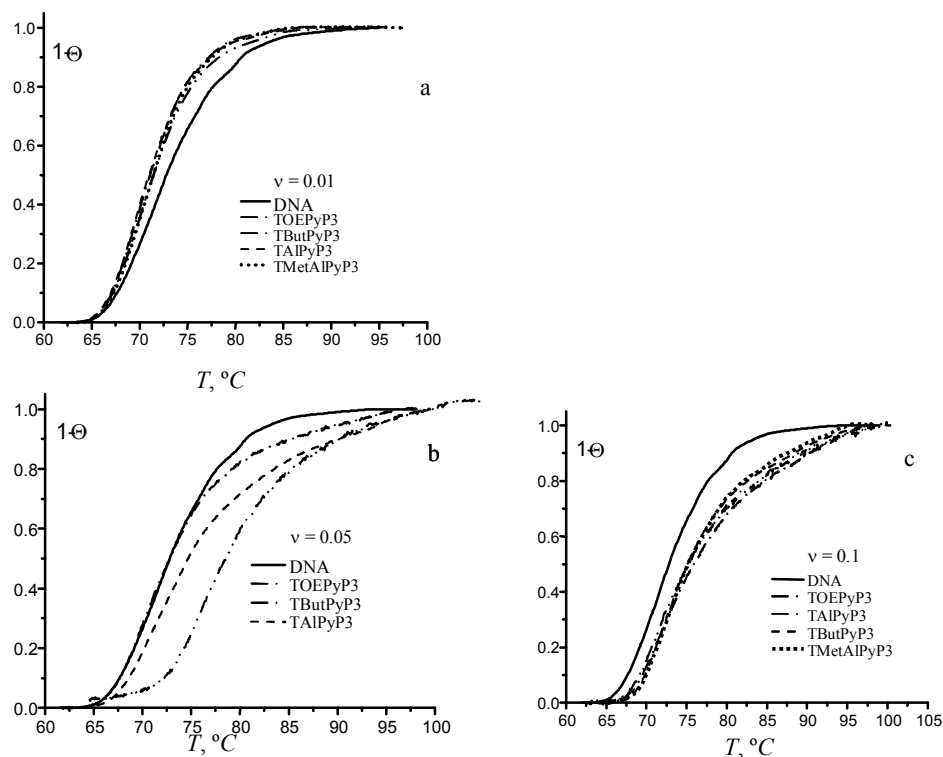 1.0
0.8
0.6
0.4
0.2
0.0
1-Θ
a
ν = 0.01
DNA
TOEPyP3
TButPyP3
TAlPyP3
TMetAlPyP3
60 65 70 75 80 85 90 95 100
T, ºC
1.0
0.8
0.6
0.4
0.2
0.0
1-Θ
b
ν = 0.05
DNA
TOEPyP3
TButPyP3
TAlPyP3
60 65 70 75 80 85 90 95 100
T, ºC
1.0
0.8
0.6
0.4
0.2
0.0
1-Θ
c
ν = 0.1
DNA
TOEPyP3
TAlPyP3
TButPyP3
TMetAlPyP3
60 65 70 75 80 85 90 95 100 105
T, ºC